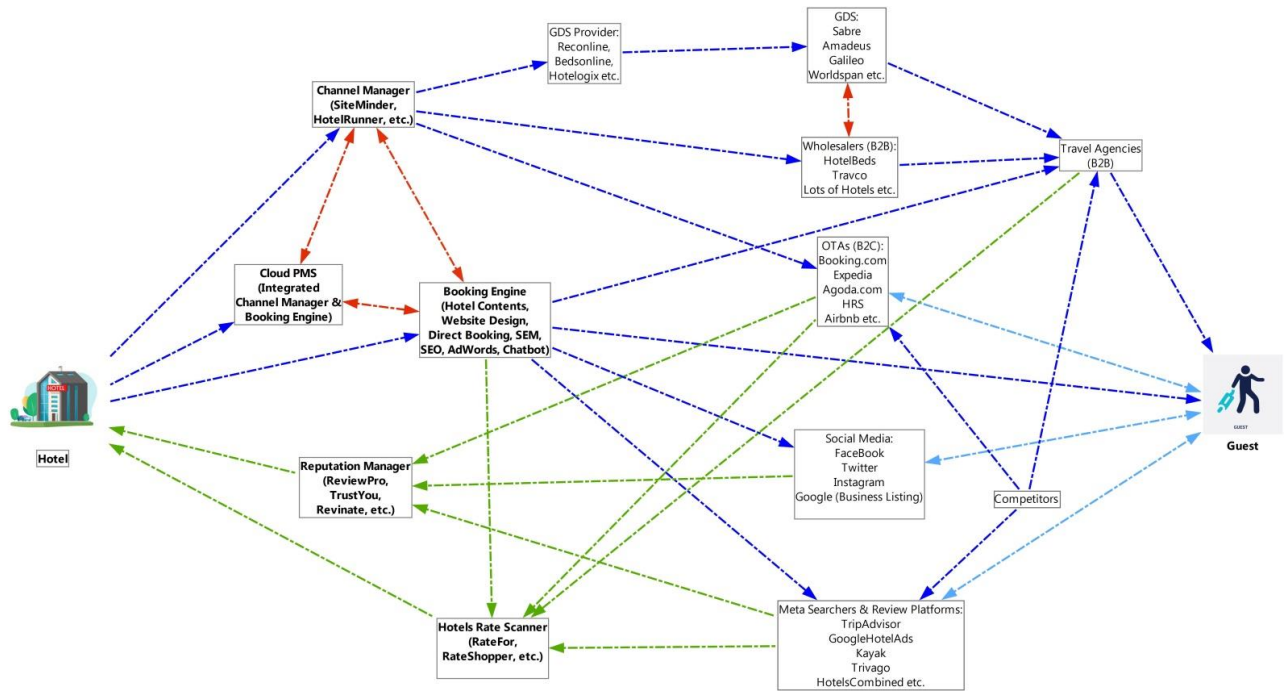 GDS Provider:
Reconline,
Bedsonline,
Hotelogix etc.
GDS:
Sabre
Amadeus
Galileo
Worldspan etc.
Channel Manager
(SiteMinder,
HotelRunner, etc.)
Wholesalers (B2B):
HotelBeds
Travco
Lots of Hotels etc.
Travel Agencies
(B2B)
Cloud PMS
(Integrated
Channel Manager &
Booking Engine)
Booking Engine
(Hotel Contents,
Website Design,
Direct Booking, SEM,
SEO, AdWords, Chatbot)
OTAs (B2C):
Booking.com
Expedia
Agoda.com
HRS
Airbnb etc.
HOTEL
Hotel
GUEST
Guest
Reputation Manager
(ReviewPro,
TrustYou,
Revinate, etc.)
Social Media:
FaceBook
Twitter
Instagram
Google (Business Listing)
Competitors
Hotels Rate Scanner
(RateFor,
RateShopper, etc.)
Meta Searchers & Review Platforms:
TripAdvisor
GoogleHotelAds
Kayak
Trivago
HotelsCombined etc.